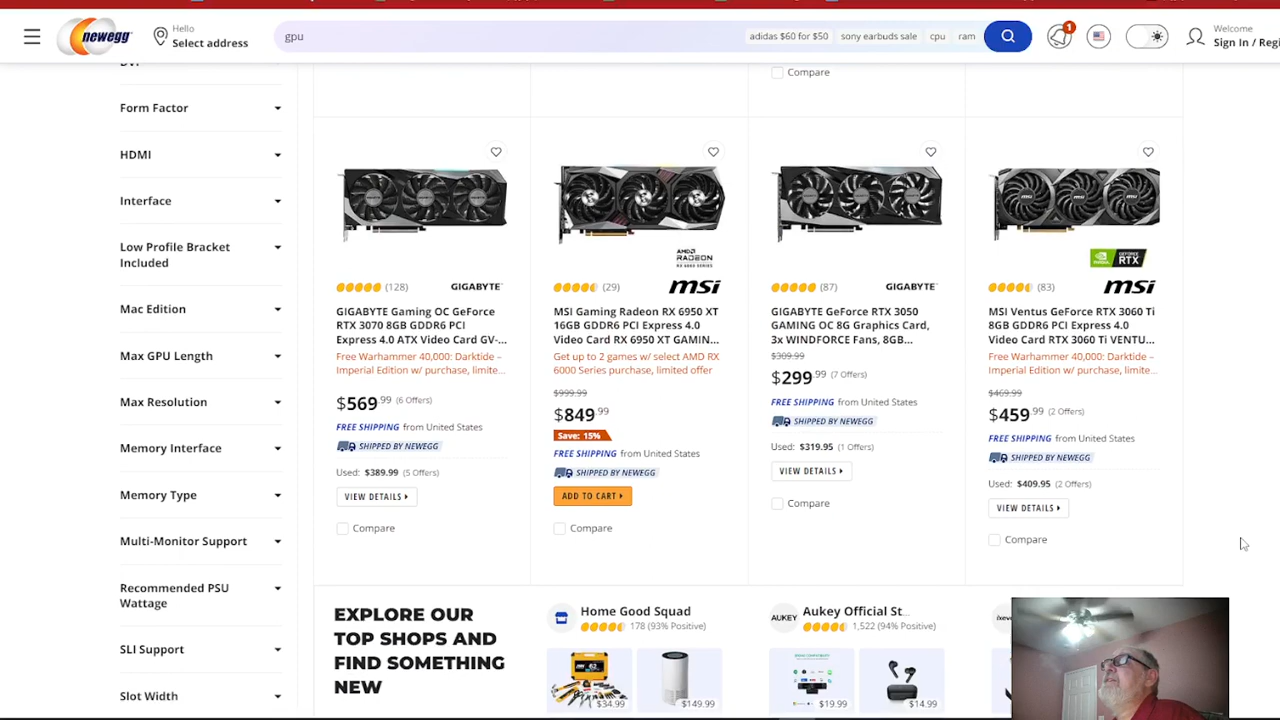 newegg
Hello
Select address
gpu
adidas $60 for $50
sony earbuds sale
cpu
ram
1
Welcome
Sign In / Regi
Form Factor
HDMI
Interface
Low Profile Bracket
Included
Mac Edition
Max GPU Length
Max Resolution
Memory Interface
Memory Type
Multi-Monitor Support
Recommended PSU
Wattage
SLI Support
Slot Width
Compare
(128)
GIGABYTE
GIGABYTE Gaming OC GeForce
RTX 3070 8GB GDDR6 PCI
Express 4.0 ATX Video Card GV-...
Free Warhammer 40,000: Darktide –
Imperial Edition w/ purchase, limite...
$569.99 (6 Offers)
FREE SHIPPING from United States
SHIPPED BY NEWEGG
Used: $389.99 (5 Offers)
VIEW DETAILS
Compare
AMD
RADEON
RX 6000 SERIES
(29)
msi
MSI Gaming Radeon RX 6950 XT
16GB GDDR6 PCI Express 4.0
Video Card RX 6950 XT GAMIN...
Get up to 2 games w/ select AMD RX
6000 Series purchase, limited offer
$999.99
$849.99
Save: 15%
FREE SHIPPING from United States
SHIPPED BY NEWEGG
ADD TO CART
Compare
(87)
GIGABYTE
GIGABYTE GeForce RTX 3050
GAMING OC 8G Graphics Card,
3x WINDFORCE Fans, 8GB...
$309.99
$299.99 (7 Offers)
FREE SHIPPING from United States
SHIPPED BY NEWEGG
Used: $319.95 (1 Offers)
VIEW DETAILS
Compare
GEFORCE
RTX
NVIDIA
(83)
msi
MSI Ventus GeForce RTX 3060 Ti
8GB GDDR6 PCI Express 4.0
Video Card RTX 3060 Ti VENTU...
Free Warhammer 40,000: Darktide –
Imperial Edition w/ purchase, limite...
$469.99
$459.99 (2 Offers)
FREE SHIPPING from United States
SHIPPED BY NEWEGG
Used: $409.95 (2 Offers)
VIEW DETAILS
Compare
EXPLORE OUR
TOP SHOPS AND
FIND SOMETHING
NEW
Home Good Squad
178 (93% Positive)
$34.99
$149.99
AUKEY
Aukey Official St...
1,522 (94% Positive)
$19.99
$14.99